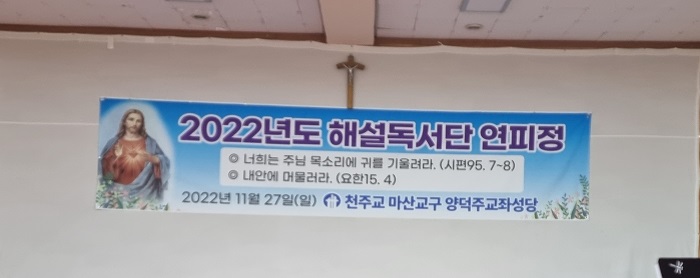 2022년도 해설독서단 연피정
◎ 너희는 주님 목소리에 귀를 기울려라. (시편95. 7~8)
◎ 내안에 머물러라. (요한15. 4)
2022년 11월 27일(일) 천주교 마산교구 양덕주교좌성당